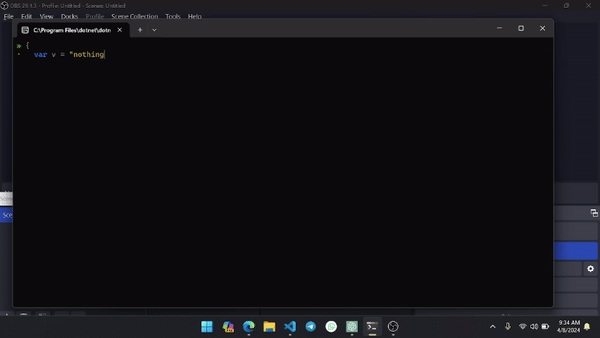 OBS 29.1.3 - Profile: Untitled - Scenes: Untitled
File Edit View Docks Profile Scene Collection Tools Help
C:\Program Files\dotnet\dotn
» {
var v = "nothing
Sce
9:34 AM
4/8/2024